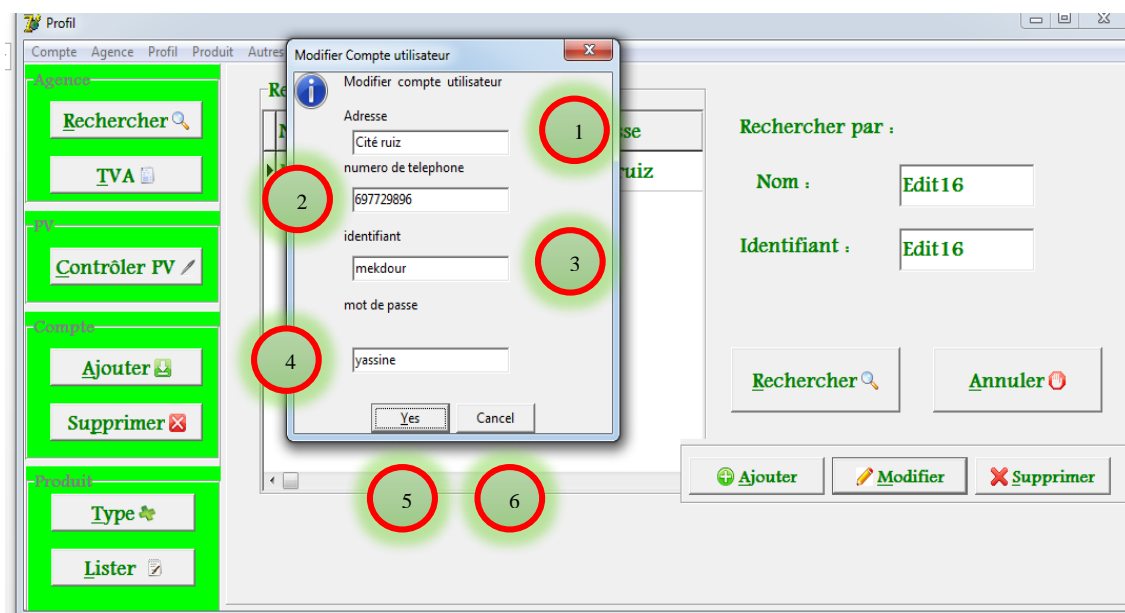 Profil
Compte Agence Profil Produit Autres
Agence
Rechercher
TVA
PV
Contrôler PV
Compte
Ajouter
Supprimer
Produit
Type
Lister
Modifier Compte utilisateur
Modifier compte utilisateur
Adresse
Cité ruiz
1
numero de telephone
2
697729896
identifiant
mekdour
3
mot de passe
4
yassine
Yes Cancel
5 6
Rechercher par :
Nom : Edit16
Identifiant : Edit16
Rechercher Annuler
Ajouter Modifier Supprimer